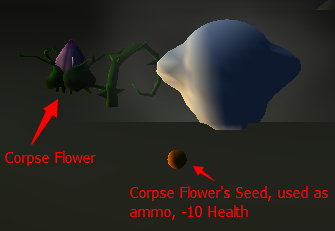 Corpse Flower
Corpse Flower's Seed, used as
ammo, -10 Health